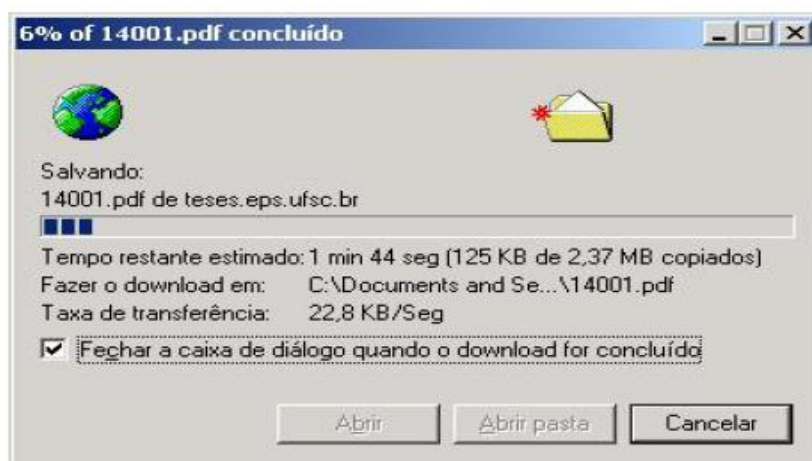 6% of 14001.pdf concluído
Salvando:
14001.pdf de teses.eps.ufsc.br
Tempo restante estimado: 1 min 44 seg (125 KB de 2,37 MB copiados)
Fazer o download em: C:\Documents and Se...\14001.pdf
Taxa de transferência: 22,8 KB/Seg
Fechar a caixa de diálogo quando o download for concluído
Abrir Abrir pasta Cancelar